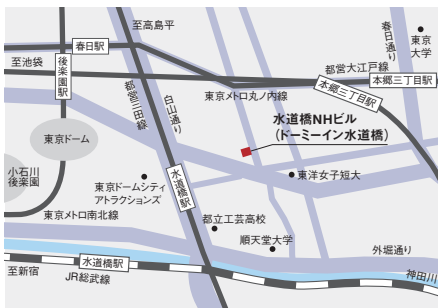 至高島平
春日通り
東京
大学
春日駅
至池袋
後楽園駅
都営大江戸線
本郷三丁目駅
本郷三丁目駅
東京メトロ丸ノ内線
都営三田線
白山通り
水道橋NHビル
(ドーミーイン水道橋)
東京ドーム
小石川
後楽園
東京ドームシティ
アトラクションズ
水道橋駅
東洋女子短大
都立工芸高校
東京メトロ南北線
順天堂大学
外堀通り
水道橋駅
至新宿
JR総武線
神田川